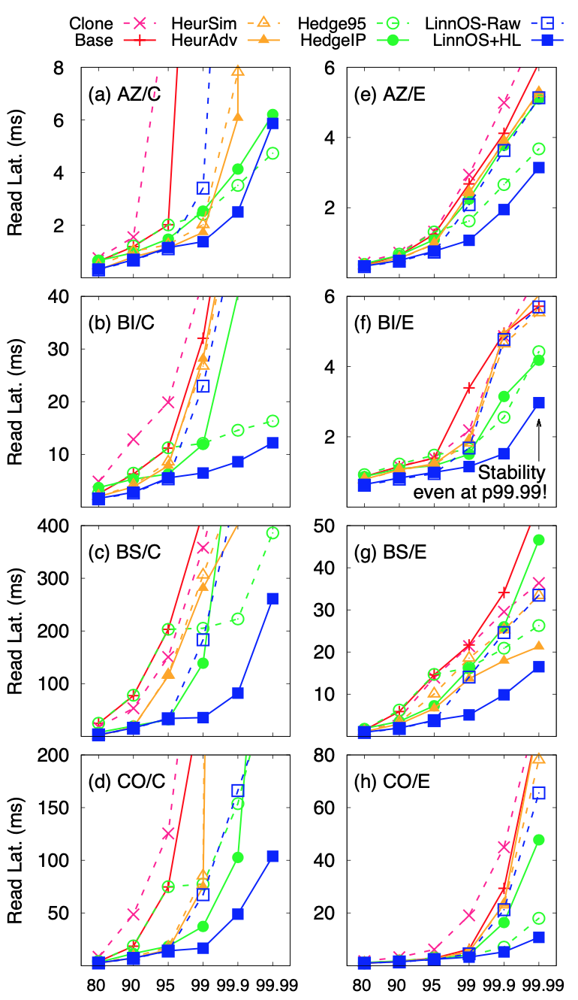 Clone HeurSim Hedge95 LinnOS-Raw
Base HeurAdv HedgeIP LinnOS+HL
Read Lat. (ms)
8
6
4
2
(a) AZ/C
6
4
2
(e) AZ/E
Read Lat. (ms)
40
30
20
10
(b) BI/C
6
4
2
(f) BI/E
Stability
even at p99.99!
Read Lat. (ms)
400
300
200
100
(c) BS/C
50
40
30
20
10
(g) BS/E
Read Lat. (ms)
200
150
100
50
(d) CO/C
80
60
40
20
(h) CO/E
80 90 95 99 99.9 99.99
80 90 95 99 99.9 99.99